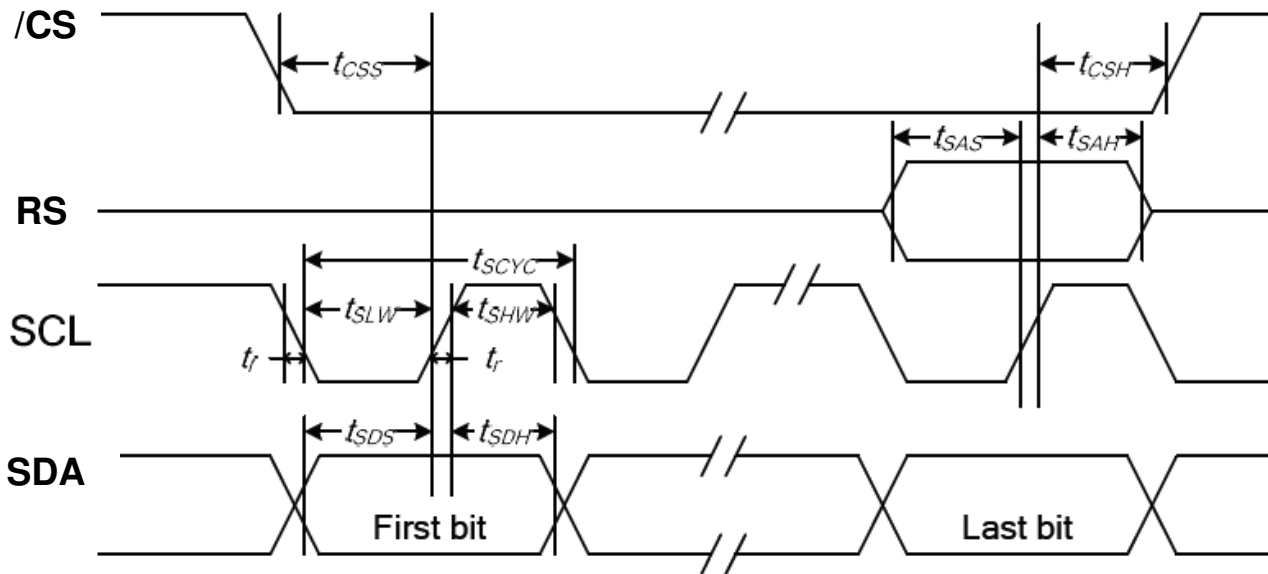 /CS
tCSS
tCSH
tSAS
tSAH
RS
tSCYC
SCL
tSLW
tSHW
tf
tr
SDA
tSDS
tSDH
First bit
Last bit